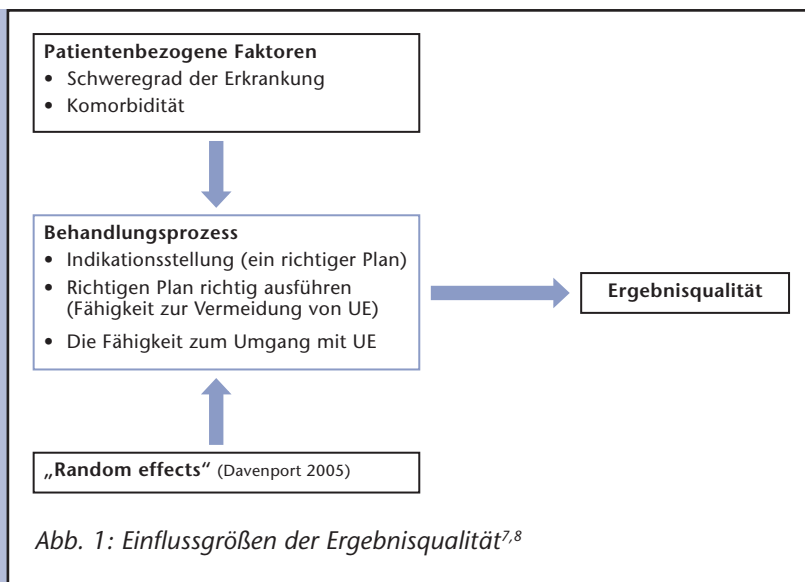 Patientenbezogene Faktoren
• Schweregrad der Erkrankung
• Komorbidität
Behandlungsprozess
• Indikationsstellung (ein richtiger Plan)
• Richtigen Plan richtig ausführen
(Fähigkeit zur Vermeidung von UE)
• Die Fähigkeit zum Umgang mit UE
Ergebnisqualität
„Random effects“ (Davenport 2005)
Abb. 1: Einflussgrößen der Ergebnisqualität7,8